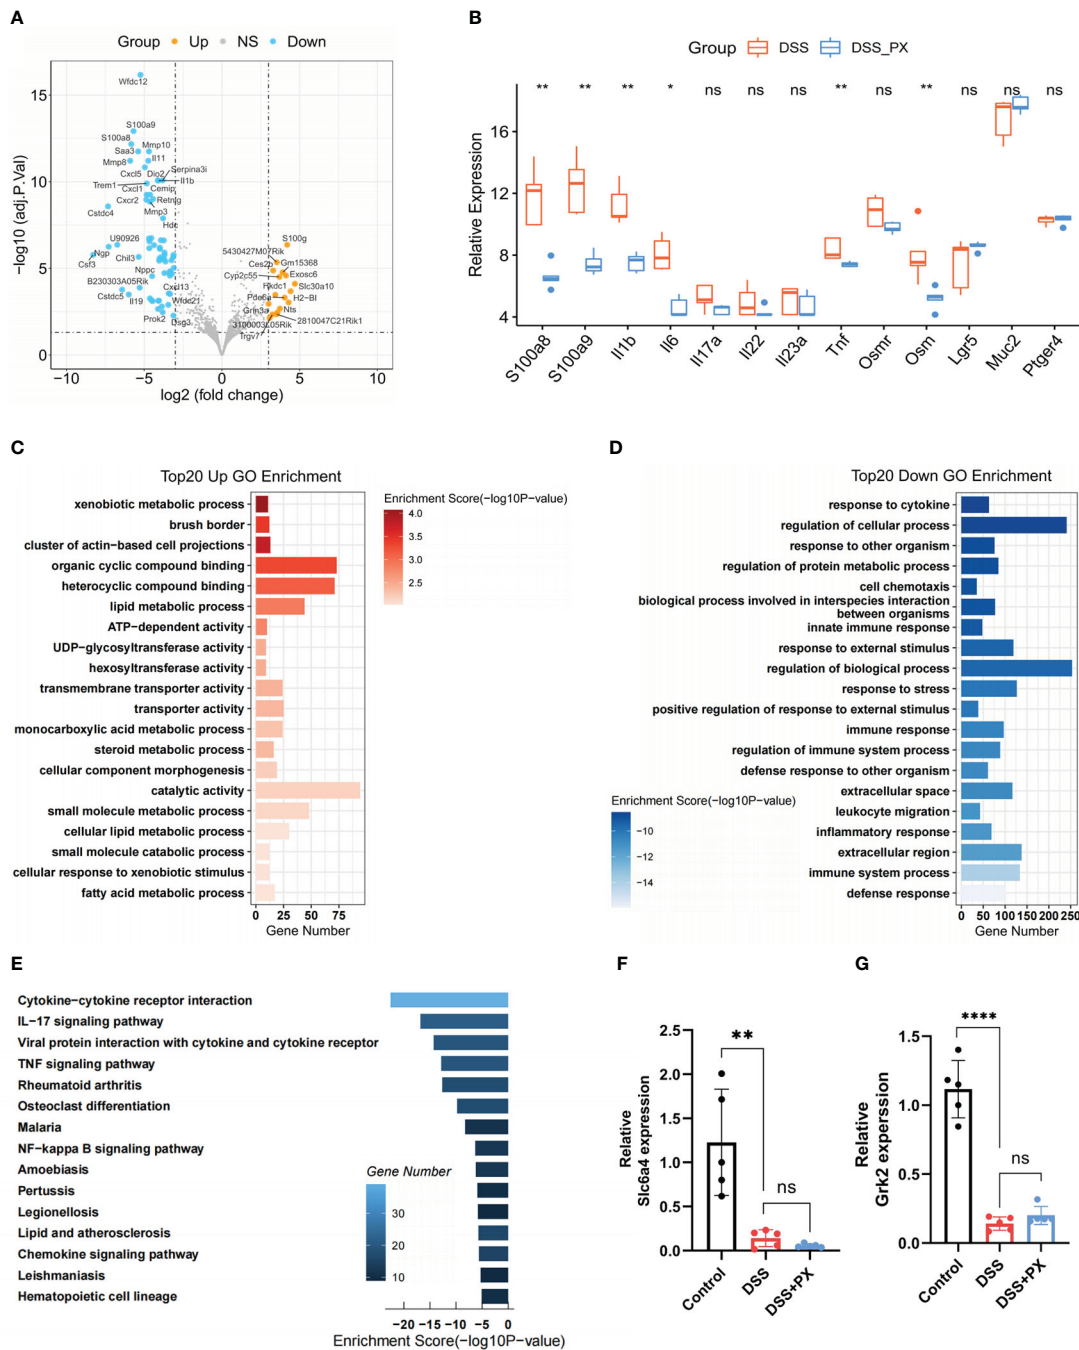 A
Group Up NS Down
Wfdc12
S100a9
S100a8
Mmp10
Saa3
Il11
Mmp8
Serpina3i
Cxcl5 Dio2
Il1b
Trem1
Cxcl1 Cemip
Cxcr2 Retnlg
Cstdc4
Mmp3
Hdc
U90926
Ngp
Chil3
Csf3
Nppc
B230303A05Rik
Cxcl13
Cstdc5
Il19
Wfdc21
Prok2
Dsg3
S100g
5430427M07Rik
Ces2b
Gm15368
Cyp2c55
Exosc6
Hkdc1
Slc30a10
Pde6a
H2-Bl
Grin3a
Nts
3100003L05Rik
2810047C21Rik1
Trgv7
15
10
5
0
−10 −5 0 5 10
−log10 (adj.P.Val)
log2 (fold change)
B
Group DSS DSS_PX
** ** ** * ns ns ns ** ns ** ns ns ns
16
12
8
4
Relative Expression
S100a8 S100a9 Il1b Il6 Il17a Il22 Il23a Tnf Osmr Osm Lgr5 Muc2 Ptger4
C
Top20 Up GO Enrichment
xenobiotic metabolic process
brush border
cluster of actin-based cell projections
organic cyclic compound binding
heterocyclic compound binding
lipid metabolic process
ATP-dependent activity
UDP-glycosyltransferase activity
hexosyltransferase activity
transmembrane transporter activity
transporter activity
monocarboxylic acid metabolic process
steroid metabolic process
cellular component morphogenesis
catalytic activity
small molecule metabolic process
cellular lipid metabolic process
small molecule catabolic process
cellular response to xenobiotic stimulus
fatty acid metabolic process
0 25 50 75
Gene Number
Enrichment Score(−log10P−value)
4.0
3.5
3.0
2.5
D
Top20 Down GO Enrichment
response to cytokine
regulation of cellular process
response to other organism
regulation of protein metabolic process
cell chemotaxis
biological process involved in interspecies interaction
between organisms
innate immune response
response to external stimulus
regulation of biological process
response to stress
positive regulation of response to external stimulus
immune response
regulation of immune system process
defense response to other organism
extracellular space
leukocyte migration
inflammatory response
extracellular region
immune system process
defense response
0 50 100 150 200 250
Gene Number
Enrichment Score(−log10P−value)
−10
−12
−14
E
Cytokine−cytokine receptor interaction
IL−17 signaling pathway
Viral protein interaction with cytokine and cytokine receptor
TNF signaling pathway
Rheumatoid arthritis
Osteoclast differentiation
Malaria
NF−kappa B signaling pathway
Amoebiasis
Pertussis
Legionellosis
Lipid and atherosclerosis
Chemokine signaling pathway
Leishmaniasis
Hematopoietic cell lineage
Gene Number
30
20
10
−20 −15 −10 −5 0
Enrichment Score(−log10P−value)
F
2.5
2.0
1.5
1.0
0.5
0.0
Relative
Slc6a4 expression
**
ns
Control DSS DSS+PX
G
1.5
1.0
0.5
0.0
Relative
Grk2 experssion
****
ns
Control DSS DSS+PX